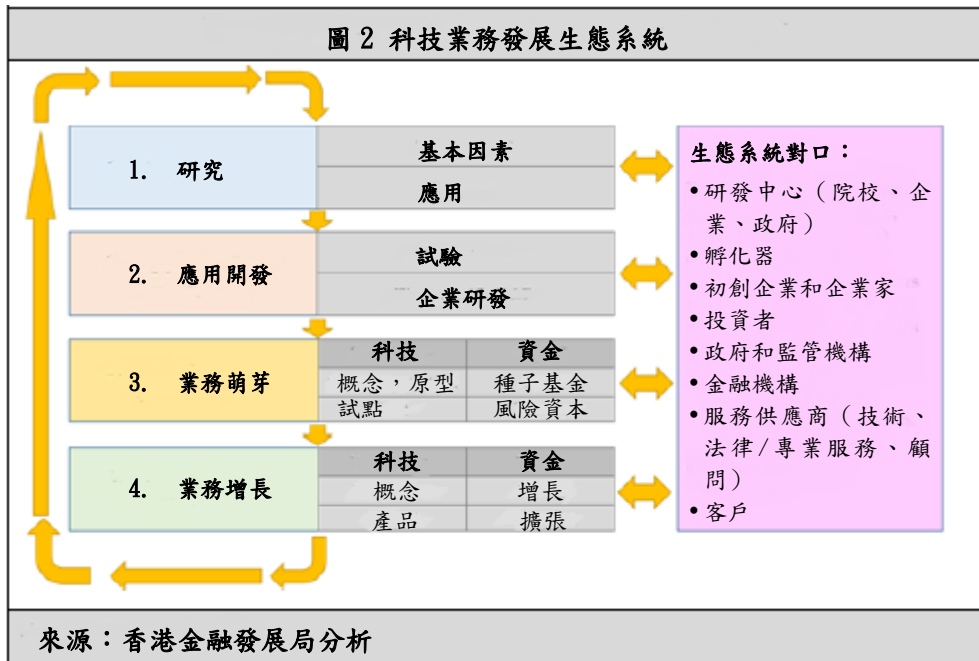 圖 2 科技業務發展生態系統
1. 研究
基本因素
應用
2. 應用開發
試驗
企業研發
3. 業務萌芽
科技 資金
概念，原型 種子基金
試點 風險資本
4. 業務增長
科技 資金
概念 增長
產品 擴張
生態系統對口：
•研發中心（院校、企
業、政府）
•孵化器
•初創企業和企業家
•投資者
•政府和監管機構
•金融機構
•服務供應商（技術、
法律/專業服務、顧
問）
•客戶
來源：香港金融發展局分析